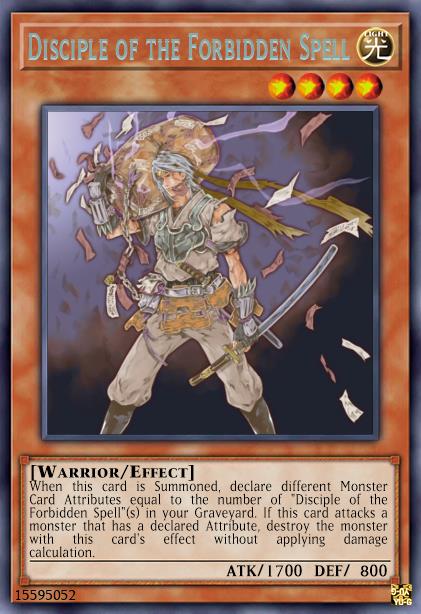 Disciple of the Forbidden Spell
LIGHT
光
[Warrior/Effect]
When this card is Summoned, declare different Monster
Card Attributes equal to the number of "Disciple of the
Forbidden Spell"(s) in your Graveyard. If this card attacks a
monster that has a declared Attribute, destroy the monster
with this card's effect without applying damage
calculation.
ATK/1700 DEF/ 800
15595052